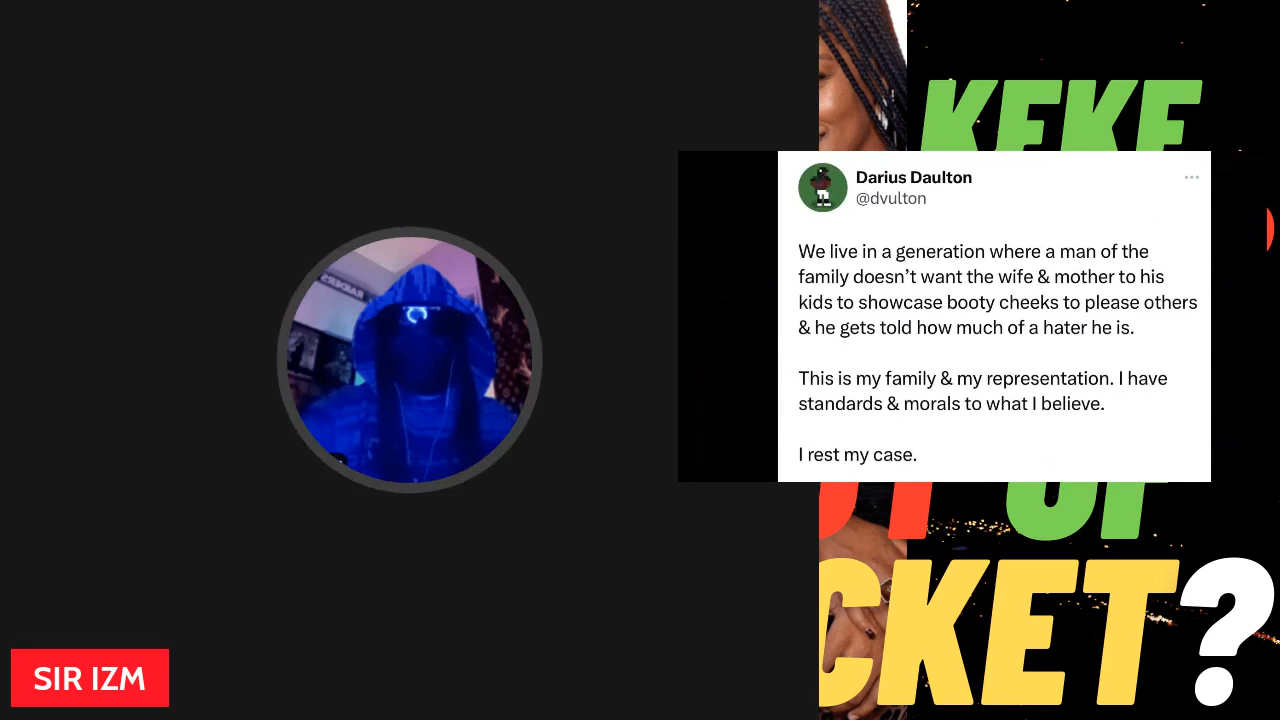 KEKE
Darius Daulton
@dvulton
We live in a generation where a man of the
family doesn’t want the wife & mother to his
kids to showcase booty cheeks to please others
& he gets told how much of a hater he is.
This is my family & my representation. I have
standards & morals to what I believe.
I rest my case.
OF
CKET?
SIR IZM